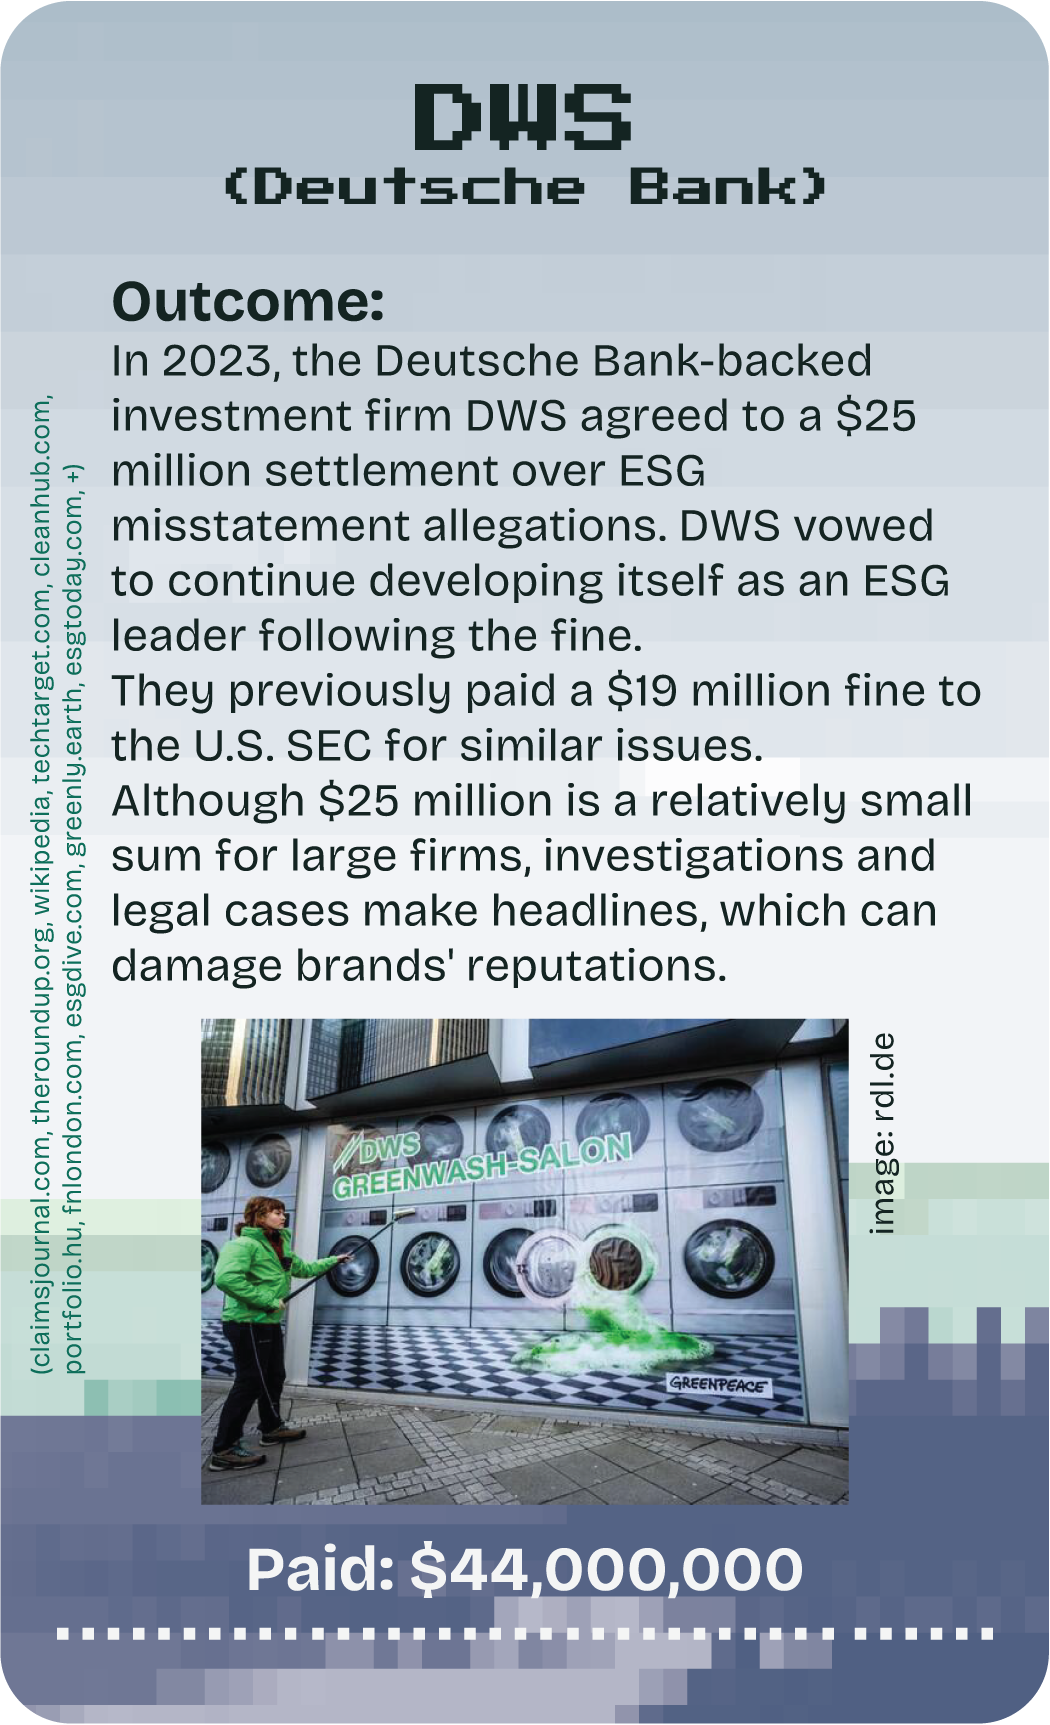 DWS
(Deutsche Bank)
Outcome:
In 2023, the Deutsche Bank-backed
investment firm DWS agreed to a $25
million settlement over ESG
misstatement allegations. DWS vowed
to continue developing itself as an ESG
leader following the fine.
They previously paid a $19 million fine to
the U.S. SEC for similar issues.
Although $25 million is a relatively small
sum for large firms, investigations and
legal cases make headlines, which can
damage brands' reputations.
(claimsjournal.com, theroundup.org, wikipedia, techtarget.com, cleanhub.com,
portfolio.hu, fnlondon.com, esgdive.com, greenly.earth, esgtoday.com, +)
DWS
GREENWASH-SALON
GREENPEACE
image: rdl.de
Paid: $44,000,000